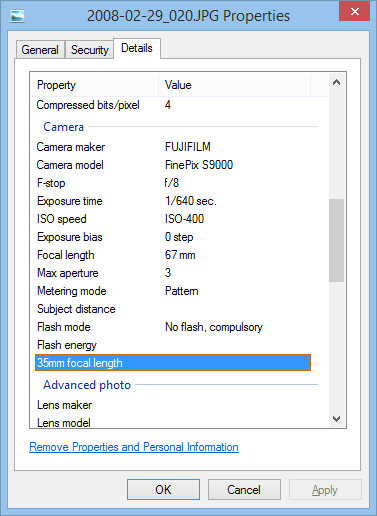 2008-02-29_020JPG Properties
General Security Details
Property Value
Compressed bits/pixel 4
Camera
Camera maker FUJIFILM
Camera model FinePix S9000
F-stop f/8
Exposure time 1/640 sec.
ISO speed ISO-400
Exposure bias 0 step
Focal length 67 mm
Max aperture 3
Metering mode Pattern
Subject distance
Flash mode No flash, compulsory
Flash energy
35mm focal length
Advanced photo
Lens maker
Lens model
Remove Properties and Personal Information
OK Cancel Apply